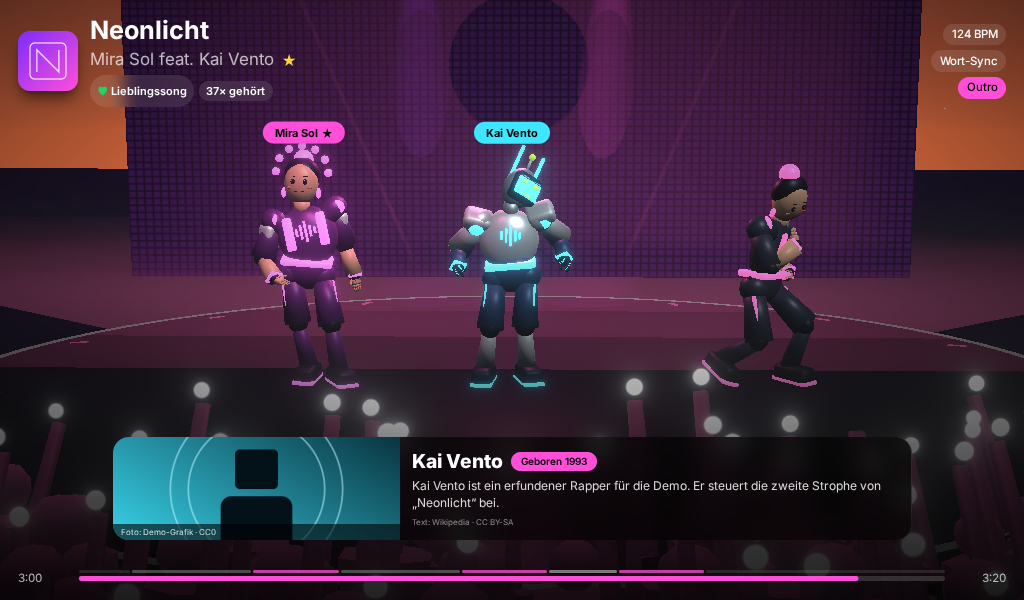 Neonlicht
Mira Sol feat. Kai Vento ★
Lieblingssong
37× gehört
124 BPM
Wort-Sync
Outro
Mira Sol ★
Kai Vento
Kai Vento
Geboren 1993
Kai Vento ist ein erfundener Rapper für die Demo. Er steuert die zweite Strophe von
„Neonlicht“ bei.
Text: Wikipedia · CC BY-SA
Foto: Demo-Grafik · CC0
3:00
3:20